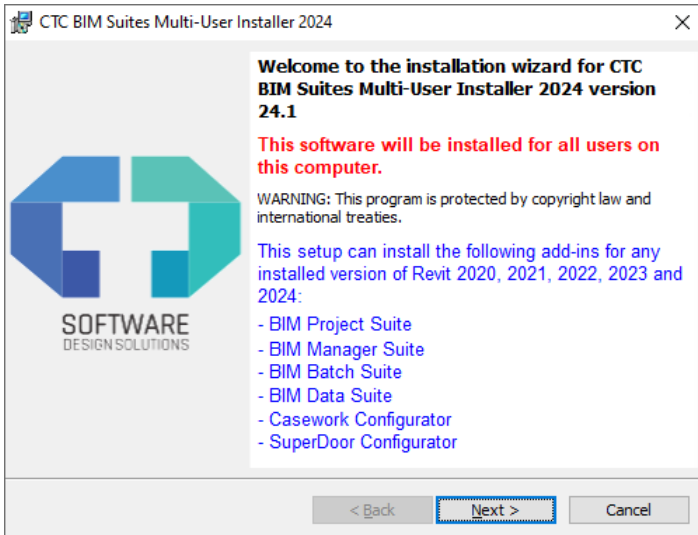 CTC BIM Suites Multi-User Installer 2024
Welcome to the installation wizard for CTC
BIM Suites Multi-User Installer 2024 version
24.1
This software will be installed for all users on
this computer.
WARNING: This program is protected by copyright law and
international treaties.
This setup can install the following add-ins for any
installed version of Revit 2020, 2021, 2022, 2023 and
2024:
- BIM Project Suite
- BIM Manager Suite
- BIM Batch Suite
- BIM Data Suite
- Casework Configurator
- SuperDoor Configurator
SOFTWARE
DESIGN SOLUTIONS
< Back
Next >
Cancel